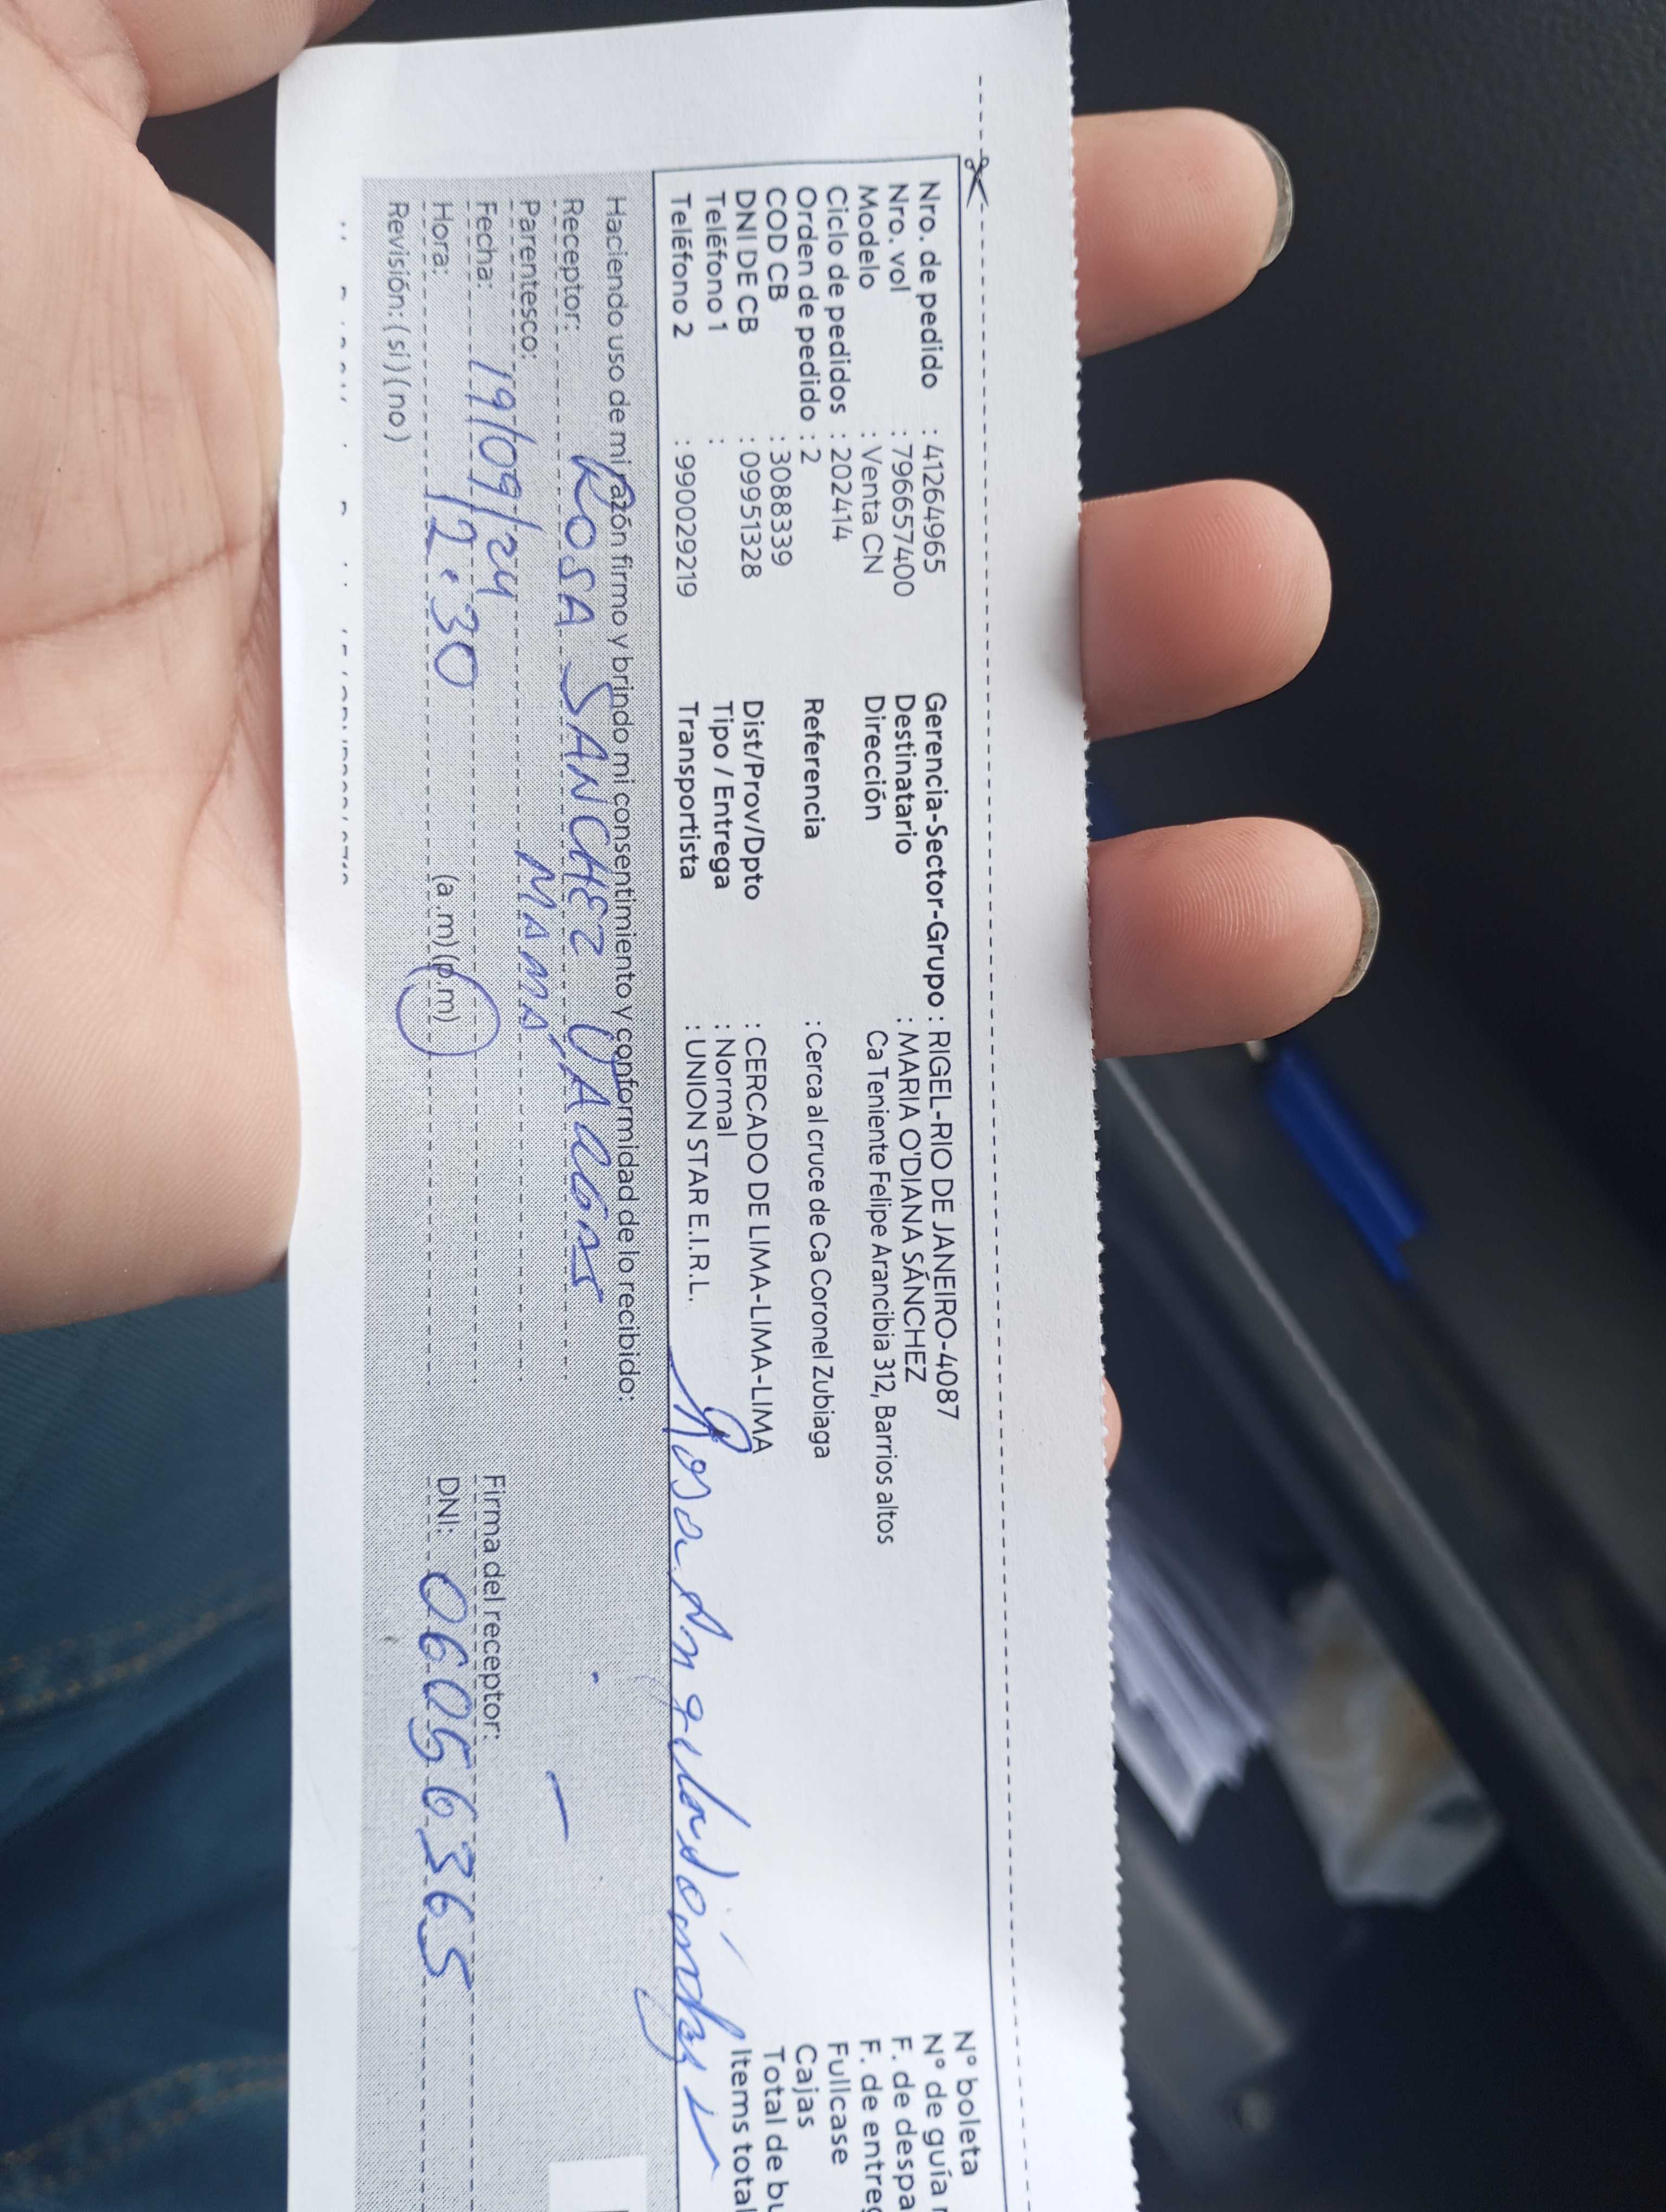 Nro. de pedido : 41264965
Nro. vol : 796657400
Modelo : Venta CN
Ciclo de pedidos : 202414
Orden de pedido : 2
COD CB : 3088339
DNI DE CB : 09951328
Teléfono 1 :
Teléfono 2 : 990029219
Gerencia-Sector-Grupo : RIGEL-RIO DE JANEIRO-4087
Destinatario : MARIA O'DIANA SÁNCHEZ
Dirección Ca Teniente Felipe Arancibia 312, Barrios altos
Referencia : Cerca al cruce de Ca Coronel Zubiaga
Dist/Prov/Dpto : CERCADO DE LIMA-LIMA-LIMA
Tipo / Entrega : Normal
Transportista : UNION STAR E.I.R.L.
N° boleta
N° de guía
F. de despa
F. de entreg
Fullcase
Cajas
Total de bu
Items total
Rosa
Haciendo uso de mi razón firmo y brindo mi consentimiento y conformidad de lo recibido:
Receptor: ROSA SANCHEZ
Parentesco: MAMÁ
Fecha: 19/09/24
Hora: 12:30 (a.m) (p.m)
Revisión: (si) (no)
Firma del receptor:
DNI: 06056365